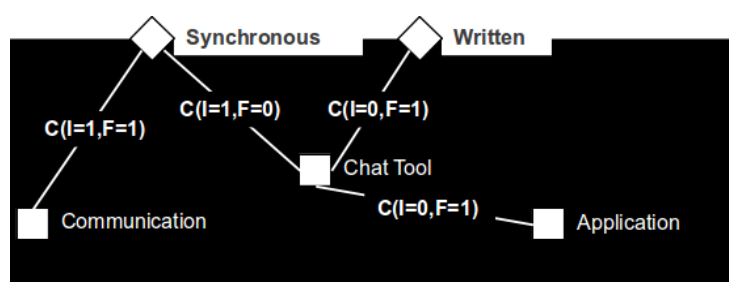 Synchronous
Written
C(I=1,F=0)
C(I=0,F=1)
C(I=1,F=1)
Chat Tool
C(I=0,F=1)
Communication
Application